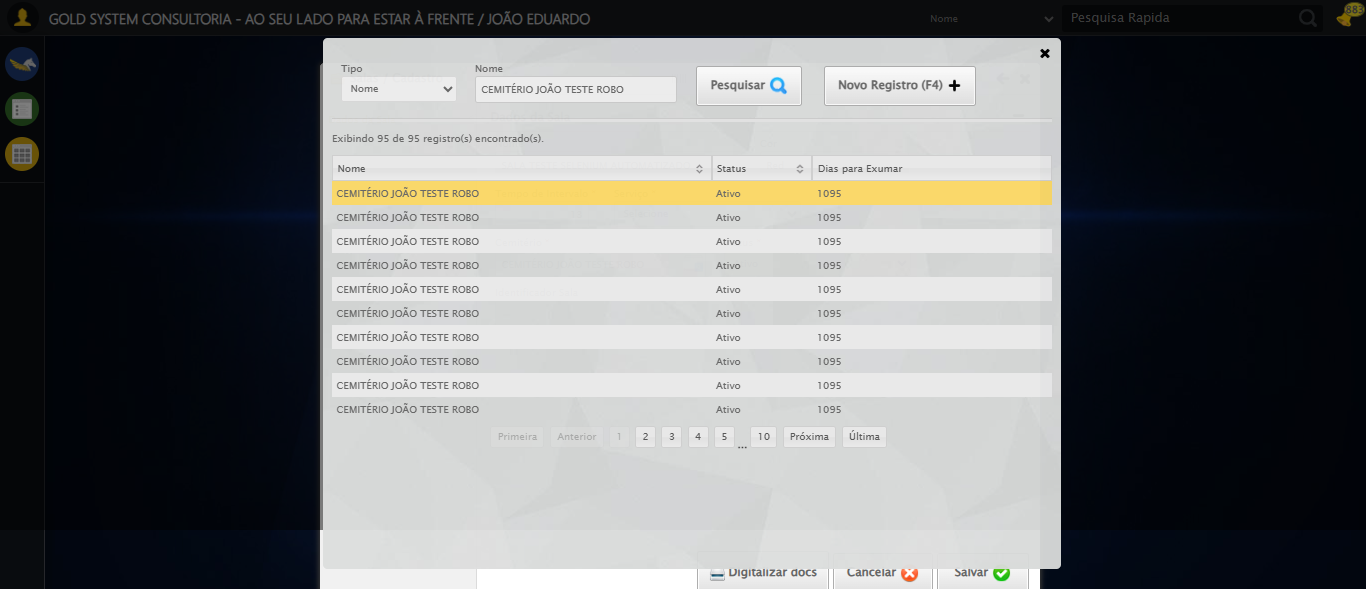 GOLD SYSTEM CONSULTORIA - AO SEU LADO PARA ESTAR À FRENTE / JOÃO EDUARDO
Nome
Pesquisa Rapida
883
Tipo
Nome
Nome
CEMITÉRIO JOÃO TESTE ROBO
Pesquisar
Novo Registro (F4)
Exibindo 95 de 95 registro(s) encontrado(s).
Nome Status Dias para Exumar
CEMITÉRIO JOÃO TESTE ROBO Ativo 1095
CEMITÉRIO JOÃO TESTE ROBO Ativo 1095
CEMITÉRIO JOÃO TESTE ROBO Ativo 1095
CEMITÉRIO JOÃO TESTE ROBO Ativo 1095
CEMITÉRIO JOÃO TESTE ROBO Ativo 1095
CEMITÉRIO JOÃO TESTE ROBO Ativo 1095
CEMITÉRIO JOÃO TESTE ROBO Ativo 1095
CEMITÉRIO JOÃO TESTE ROBO Ativo 1095
CEMITÉRIO JOÃO TESTE ROBO Ativo 1095
CEMITÉRIO JOÃO TESTE ROBO Ativo 1095
Primeira Anterior 1 2 3 4 5 ... 10 Próxima Última
Digitalizar docs Cancelar Salvar